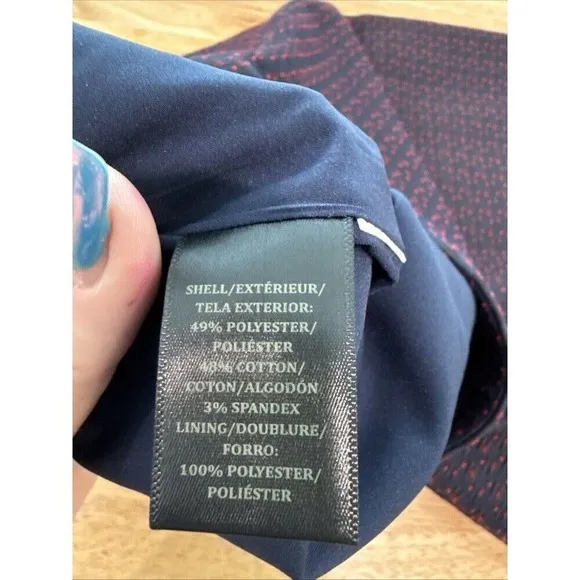 SHELL/EXTÉRIEUR/
TELA EXTERIOR:
49% POLYESTER/
POLIÉSTER
48% COTTON/
COTON/ALGODÓN
3% SPANDEX
LINING/DOUBLURE/
FORRO:
100% POLYESTER/
POLIÉSTER